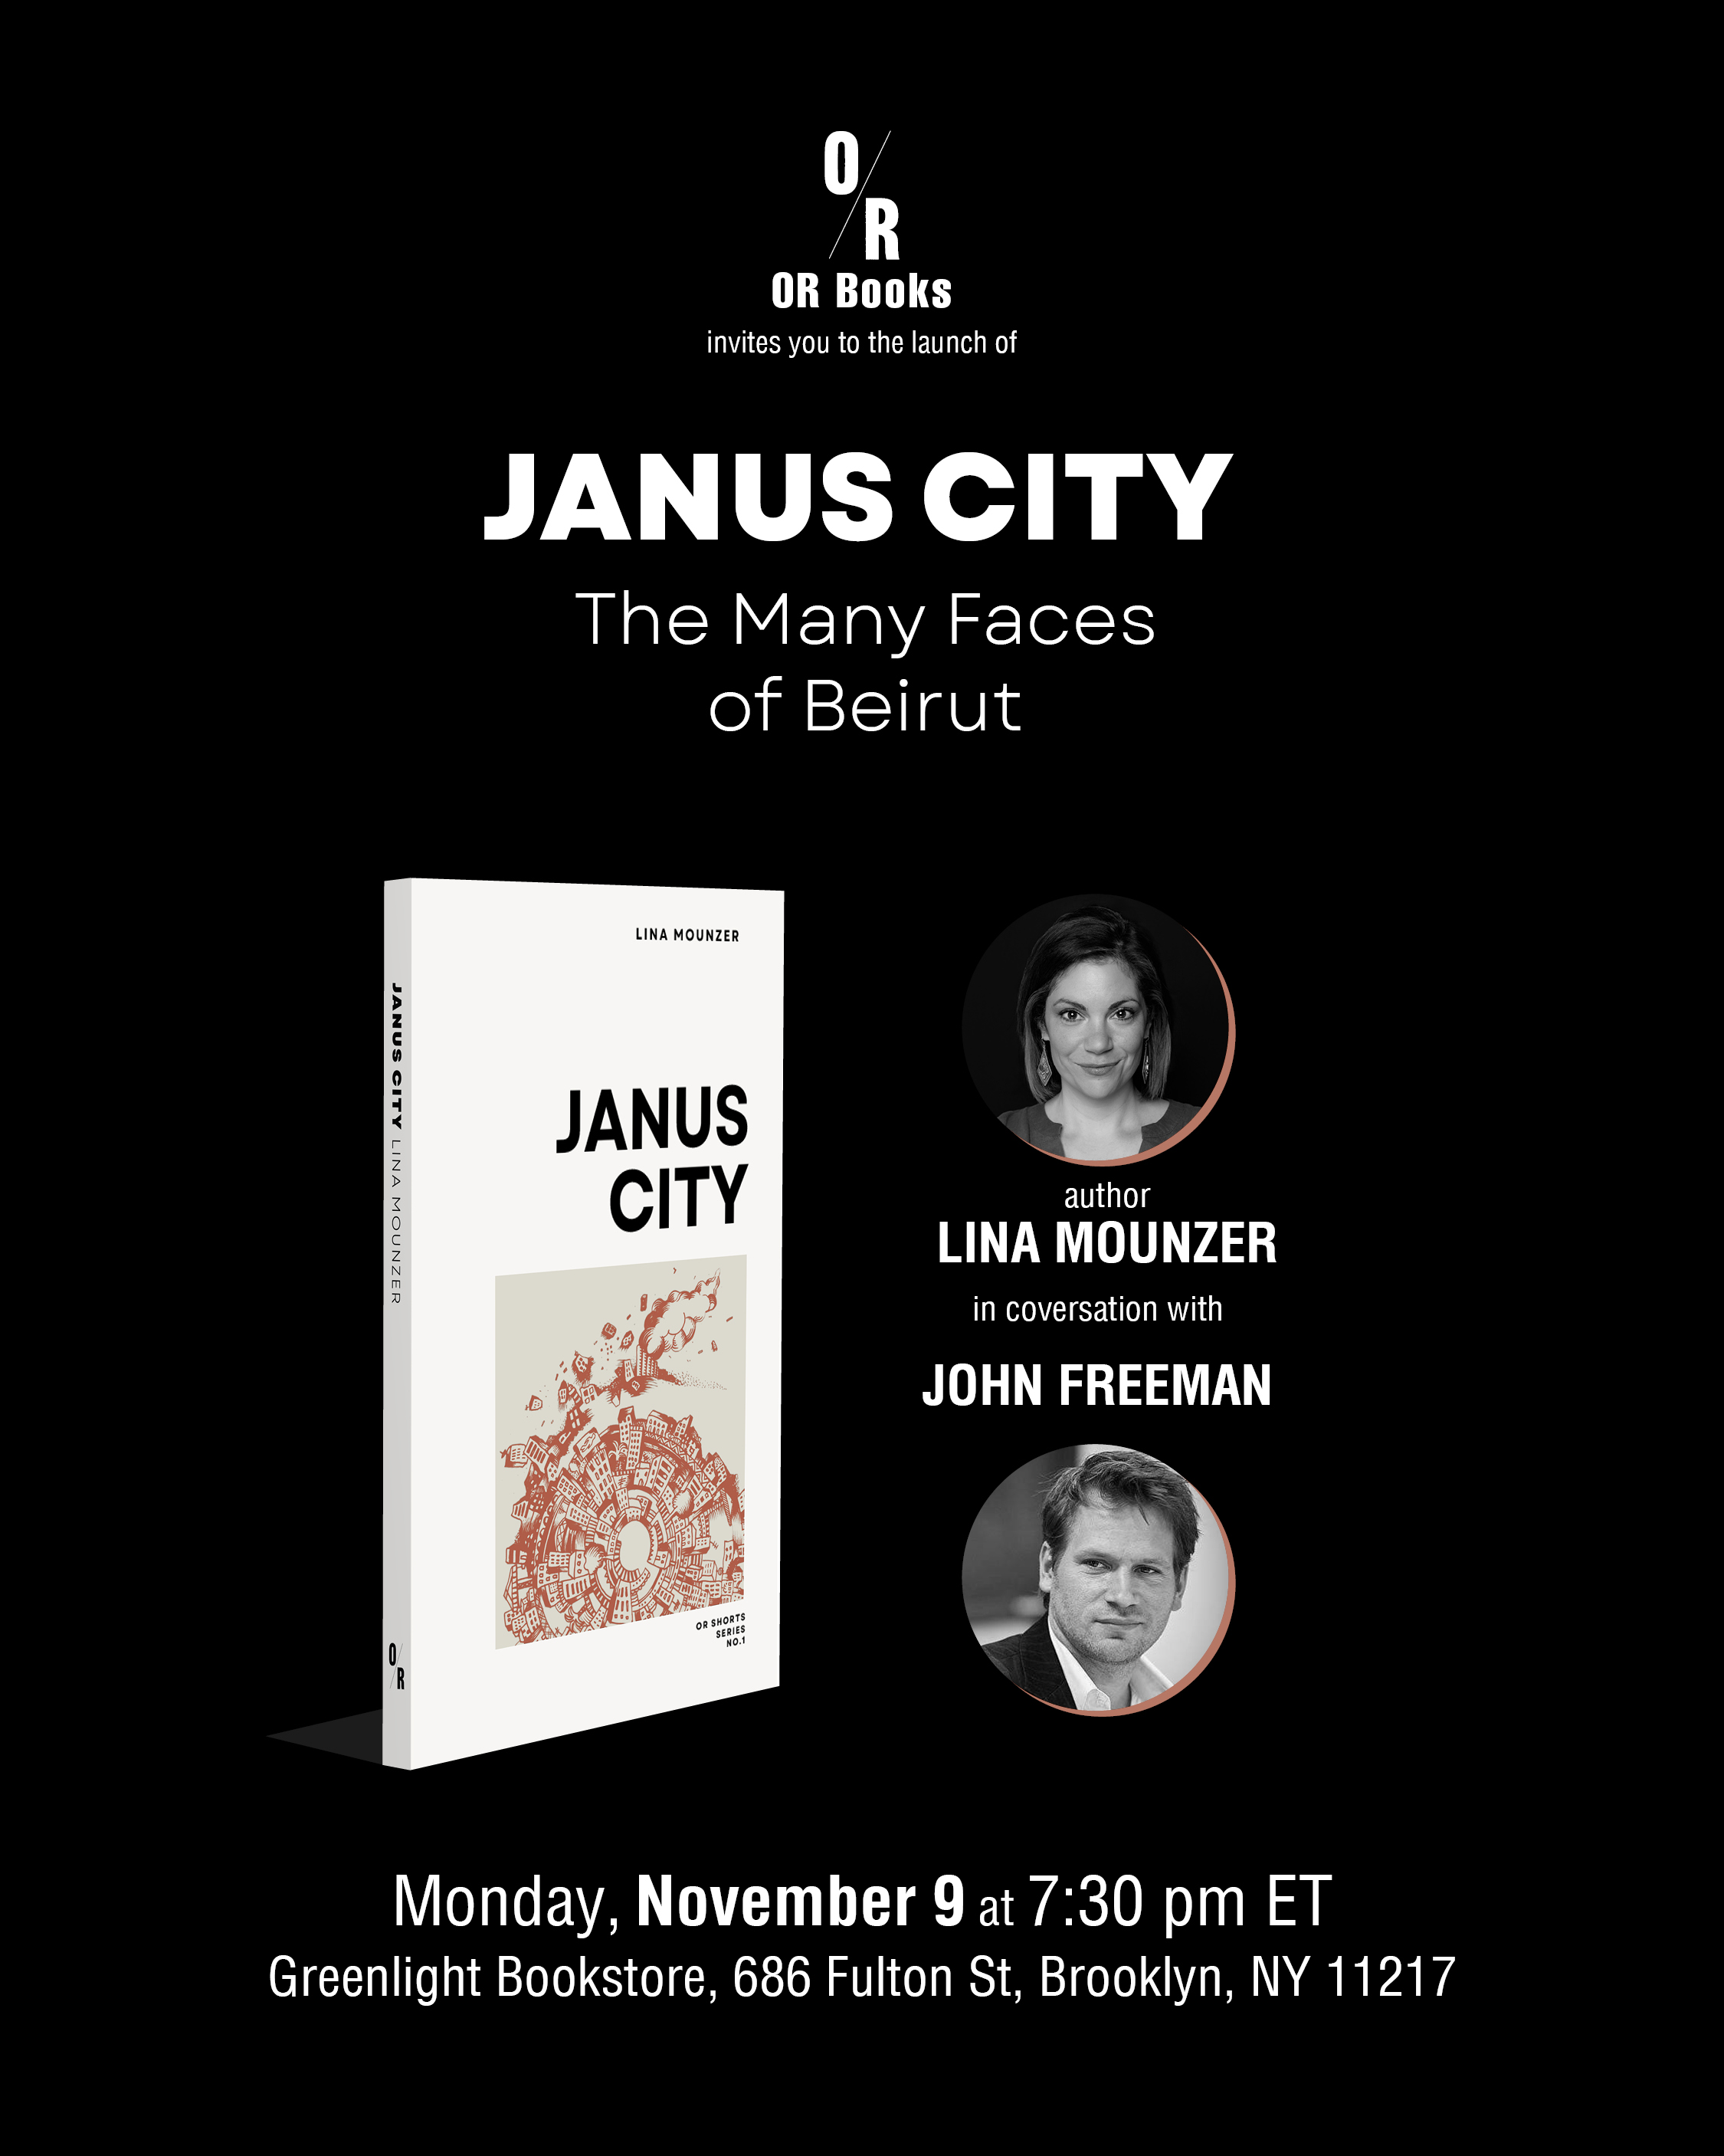 O/R
OR Books
invites you to the launch of
JANUS CITY
The Many Faces
of Beirut
LINA MOUNZER
JANUS
CITY
OR SHORTS
SERIES
NO.1
JANUS CITY LINA MOUNZER
O/R
author
LINA MOUNZER
in coversation with
JOHN FREEMAN
Monday, November 9 at 7:30 pm ET
Greenlight Bookstore, 686 Fulton St, Brooklyn, NY 11217